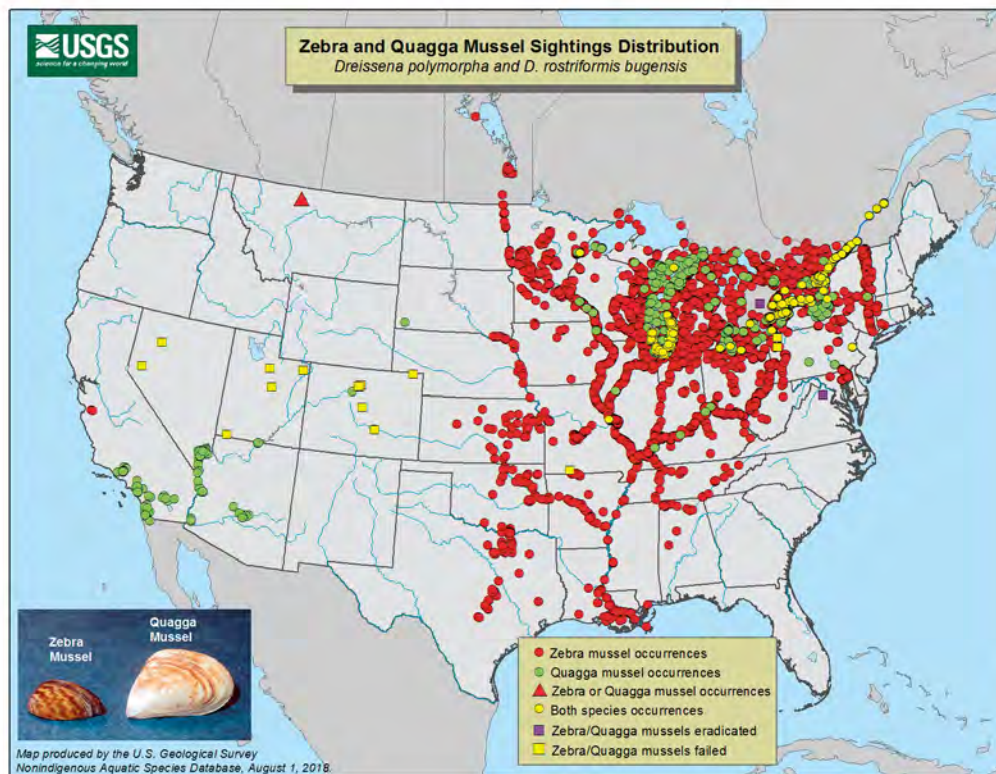 USGS
science for a changing world
Zebra and Quagga Mussel Sightings Distribution
Dreissena polymorpha and D. rostriformis bugensis
Zebra
Mussel
Quagga
Mussel
Zebra mussel occurrences
Quagga mussel occurrences
Zebra or Quagga mussel occurrences
Both species occurrences
Zebra/Quagga mussels eradicated
Zebra/Quagga mussels failed
Map produced by the U.S. Geological Survey
Nonindigenous Aquatic Species Database, August 1, 2018.